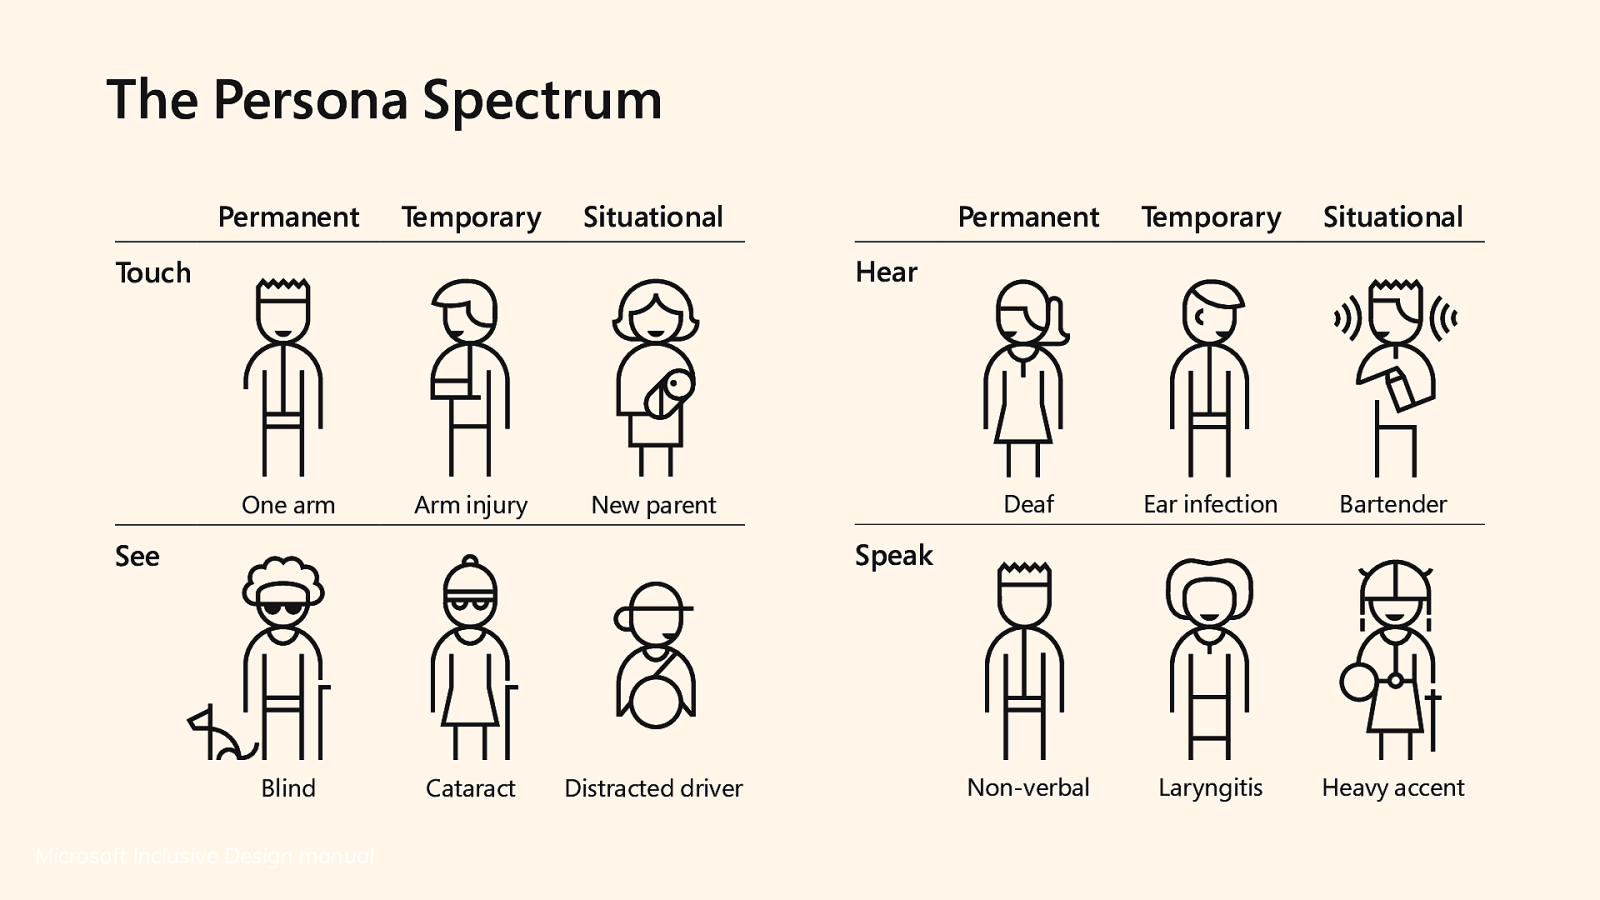 The Persona Spectrum
Permanent Temporary Situational
Touch
One arm Arm injury New parent
See
Blind Cataract Distracted driver
Permanent Temporary Situational
Hear
Deaf Ear infection Bartender
Speak
Non-verbal Laryngitis Heavy accent
Microsoft Inclusive Design manual